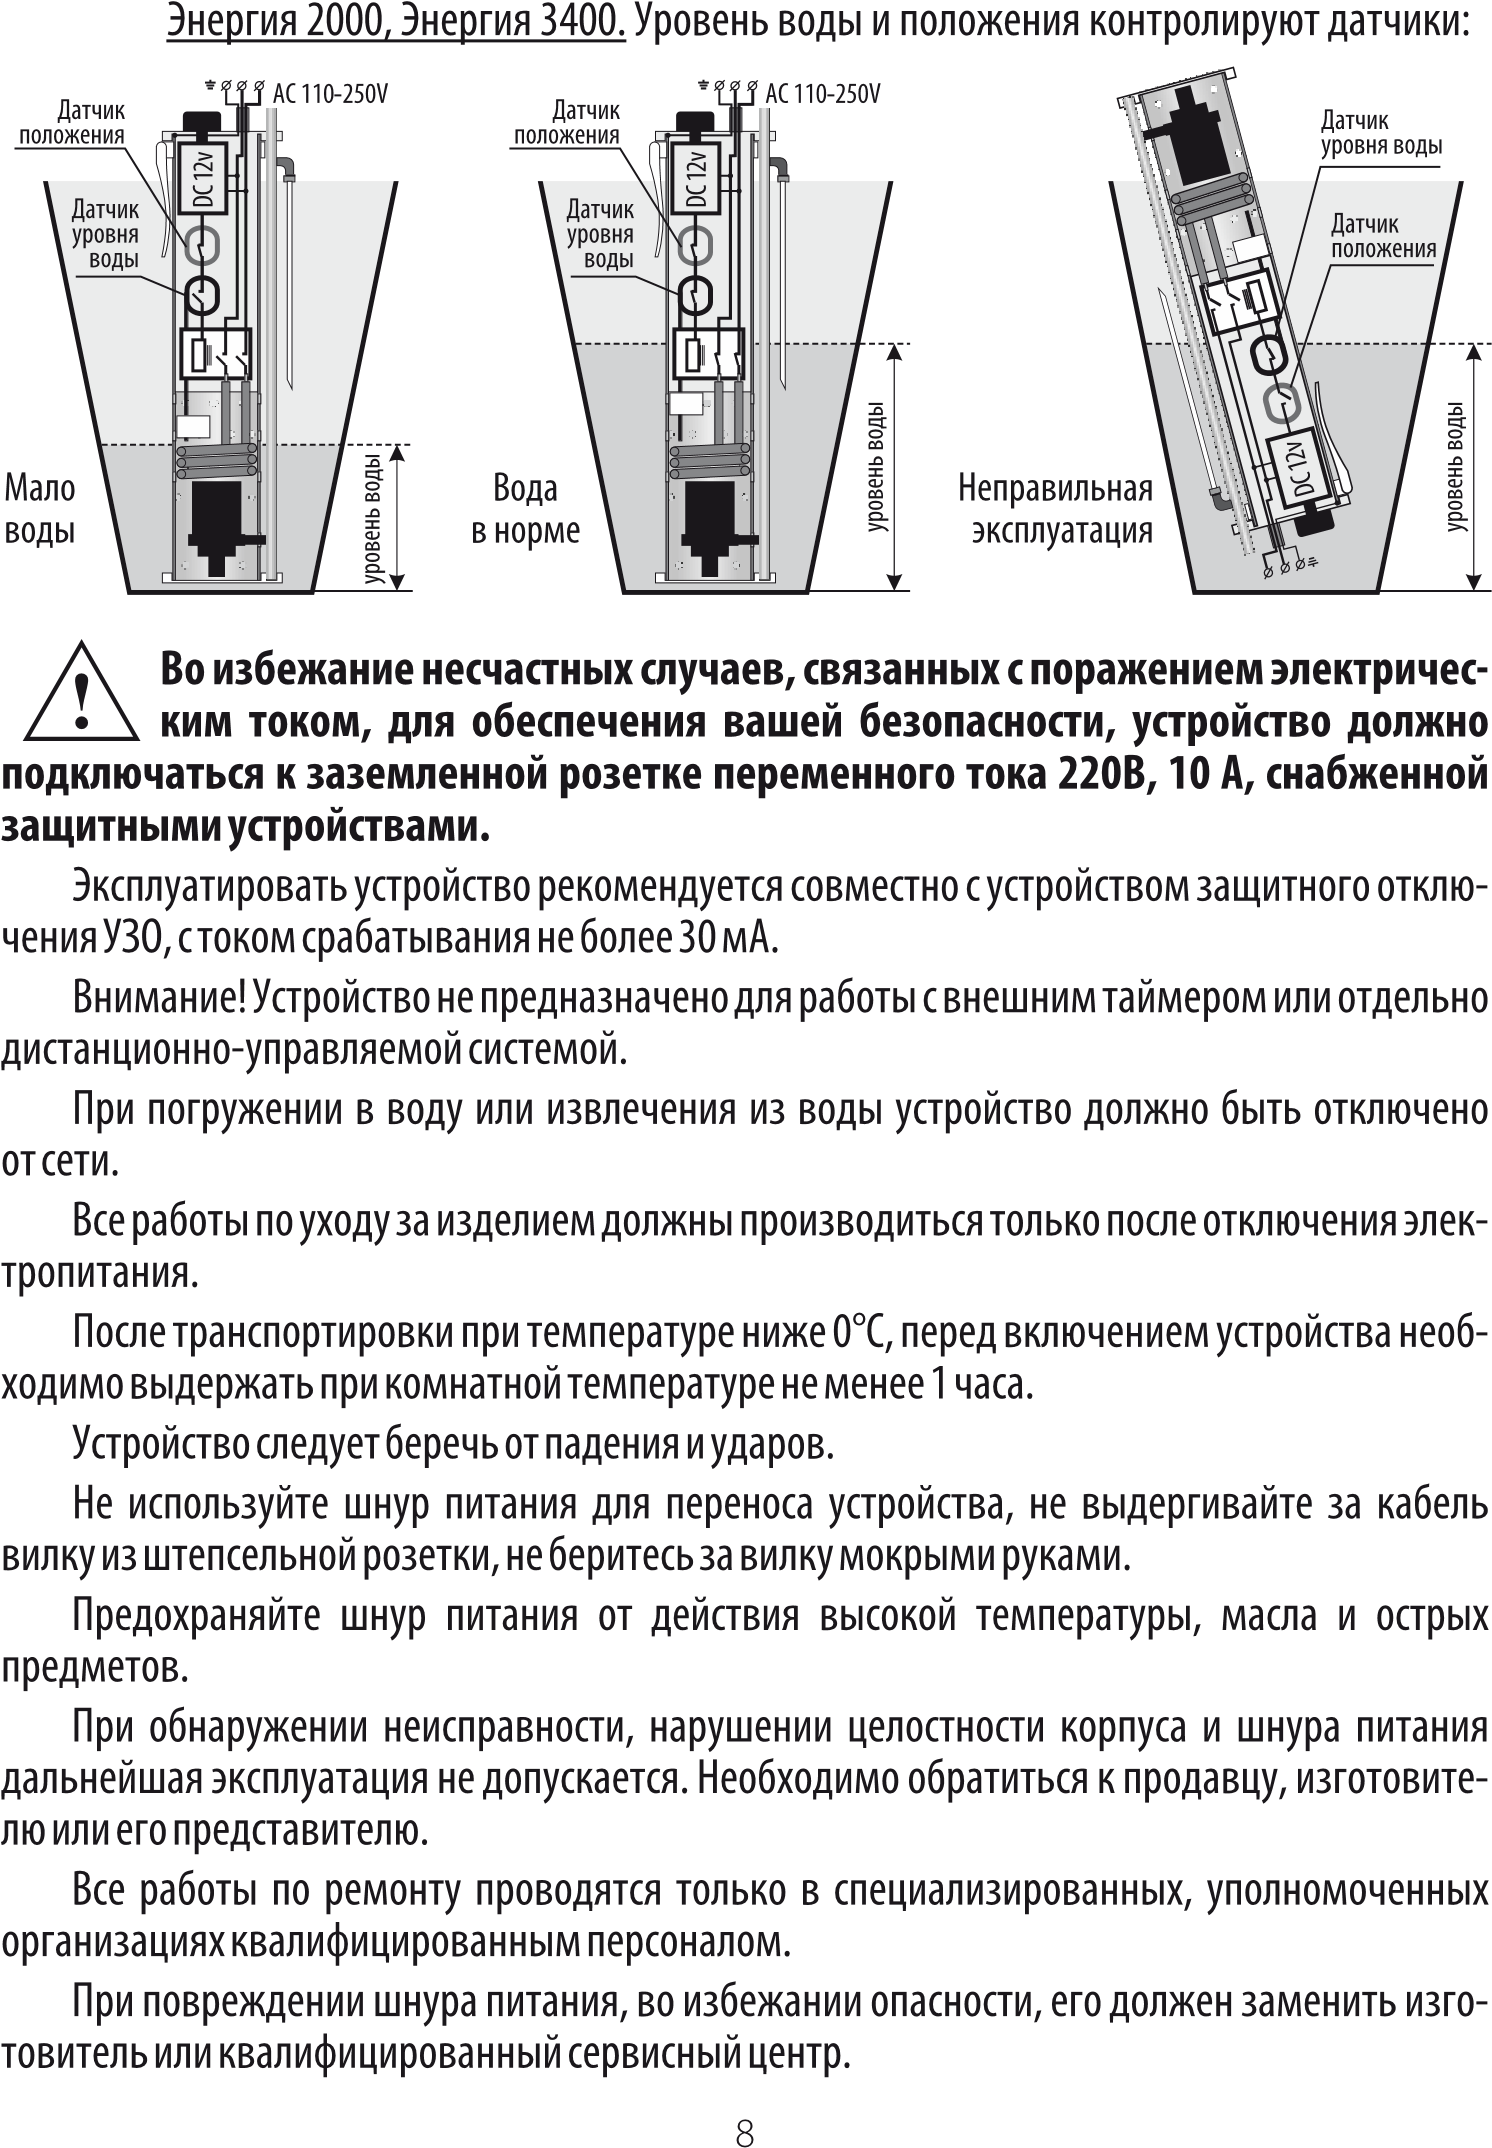 Энергия 2000, Энергия 3400. Уровень воды и положения контролируют датчики:
AC 110-250V
Датчик
положения
DC 12v
Датчик
уровня
воды
Мало
воды
уровень воды
AC 110-250V
Датчик
положения
DC 12v
Датчик
уровня
воды
Вода
в норме
уровень воды
Датчик
уровня воды
Датчик
положения
DC 12v
Неправильная
эксплуатация
уровень воды
Во избежание несчастных случаев, связанных с поражением электричес-
ким током, для обеспечения вашей безопасности, устройство должно
подключаться к заземленной розетке переменного тока 220В, 10 А, снабженной
защитными устройствами.
Эксплуатировать устройство рекомендуется совместно с устройством защитного отклю-
чения УЗО, с током срабатывания не более 30 мА.
Внимание! Устройство не предназначено для работы с внешним таймером или отдельно
дистанционно-управляемой системой.
При погружении в воду или извлечения из воды устройство должно быть отключено
от сети.
Все работы по уходу за изделием должны производиться только после отключения элек-
тропитания.
После транспортировки при температуре ниже 0°С, перед включением устройства необ-
ходимо выдержать при комнатной температуре не менее 1 часа.
Устройство следует беречь от падения и ударов.
Не используйте шнур питания для переноса устройства, не выдергивайте за кабель
вилку из штепсельной розетки, не беритесь за вилку мокрыми руками.
Предохраняйте шнур питания от действия высокой температуры, масла и острых
предметов.
При обнаружении неисправности, нарушении целостности корпуса и шнура питания
дальнейшая эксплуатация не допускается. Необходимо обратиться к продавцу, изготовите-
лю или его представителю.
Все работы по ремонту проводятся только в специализированных, уполномоченных
организациях квалифицированным персоналом.
При повреждении шнура питания, во избежании опасности, его должен заменить изго-
товитель или квалифицированный сервисный центр.
8